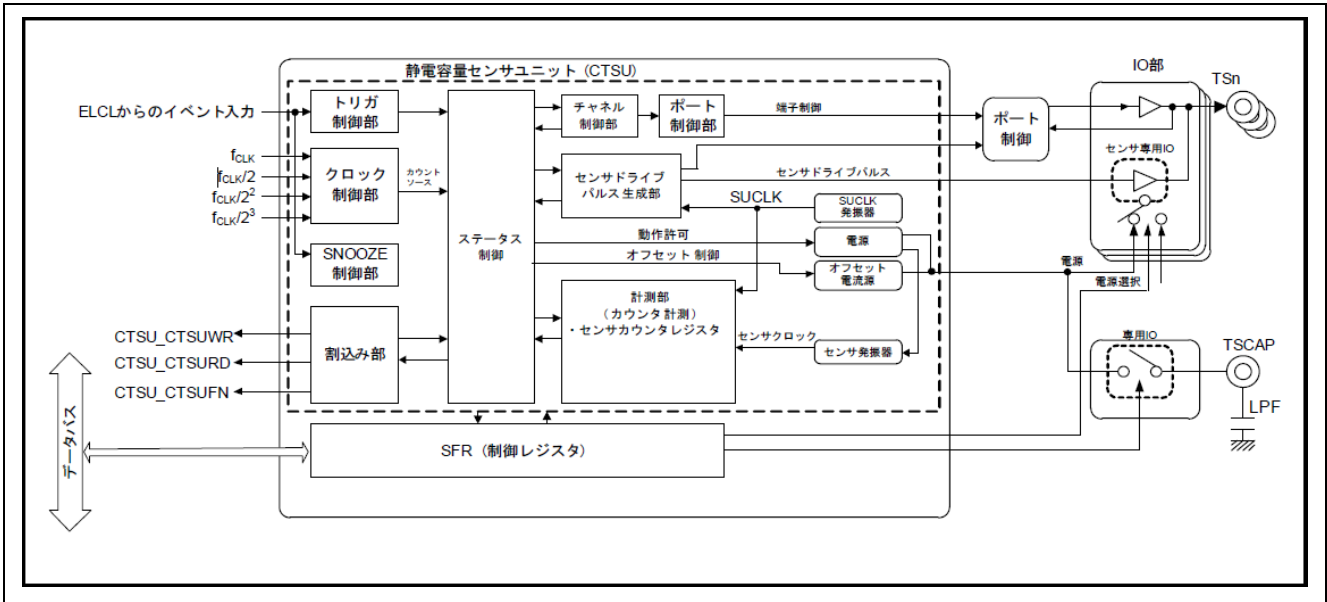 静電容量センサユニット (CTSU)
ELCLからのイベント入力
トリガ
制御部
fCLK
fCLK/2
fCLK/2²
fCLK/2³
クロック
制御部
カウント
ソース
SNOOZE
制御部
CTSU_CTSUWR
CTSU_CTSURD
CTSU_CTSUFN
割込み部
データバス
ステータス
制御
チャネル
制御部
ポート
制御部
端子制御
センサドライブ
パルス 生成部
センサドライブパルス
SUCLK
SUCLK
発振器
動作許可
電源
オフセット 制御
オフセット
電流源
計測部
(カウンタ計測)
・センサカウンタレジスタ
センサクロック
センサ発振器
SFR (制御レジスタ)
ポート
制御
IO部
TSn
センサ専用IO
電源
電源選択
専用IO
TSCAP
LPF